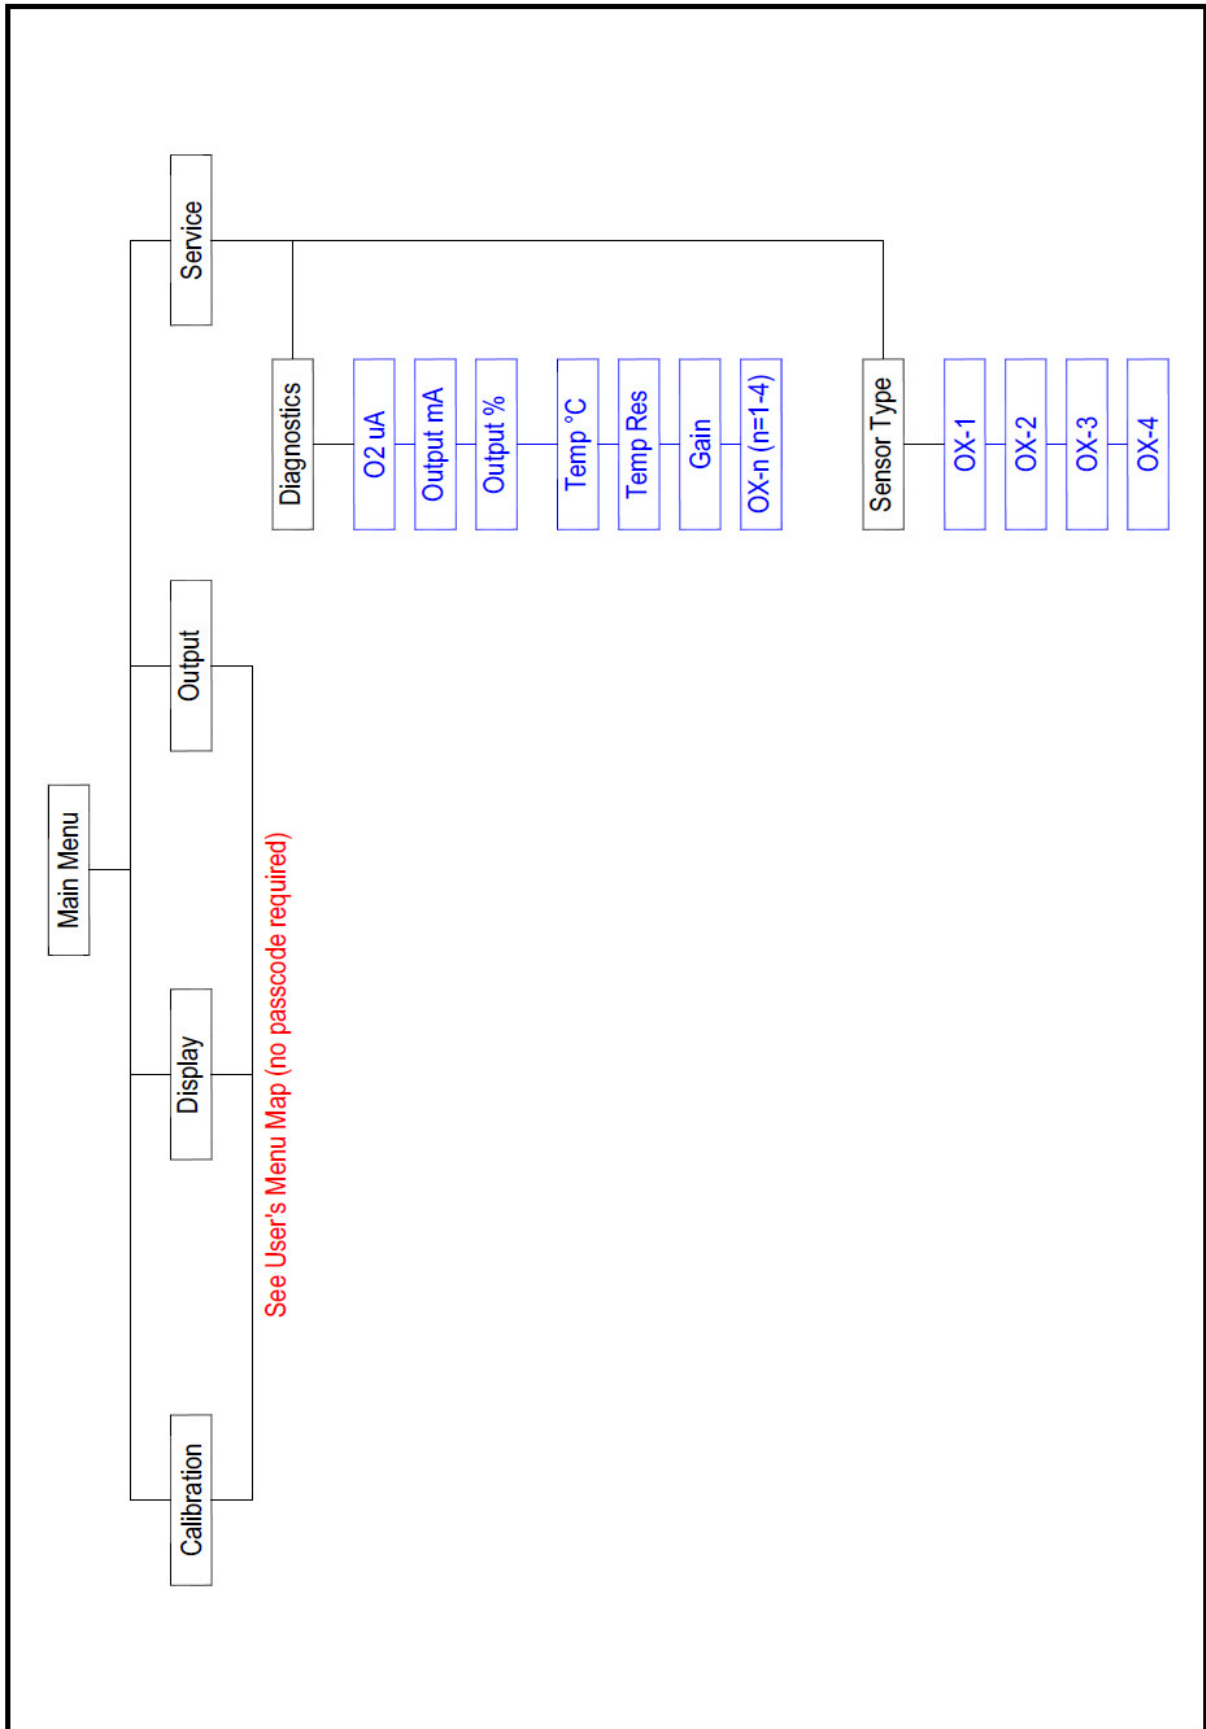 Main Menu
Calibration
Display
Output
Service
See User's Menu Map (no passcode required)
Diagnostics
O2 uA
Output mA
Output %
Temp °C
Temp Res
Gain
OX-n (n=1-4)
Sensor Type
OX-1
OX-2
OX-3
OX-4